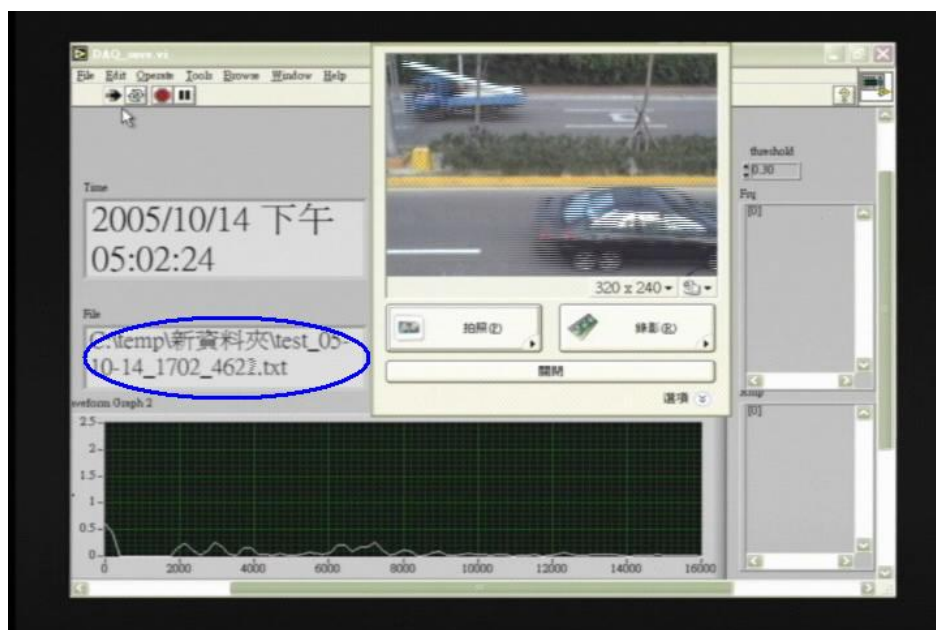 DAQ_save.vi
File Edit Operate Tools Browse Window Help
Time
2005/10/14 下午
05:02:24
File
C:\temp\新資料夾\test_05-
10-14_1702_462
.txt
Waveform Graph 2
2.5
2
1.5
1
0.5
0
0 2000 4000 6000 8000 10000 12000 14000 16000
320 x 240
拍照(P)
錄影(R)
關閉
選項
threshold
0.30
Frq
[0]
Amp
[0]